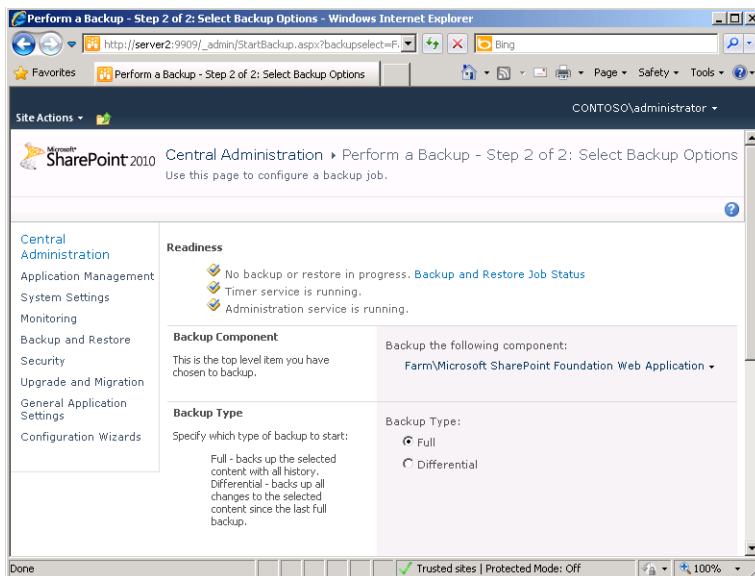 Perform a Backup - Step 2 of 2: Select Backup Options - Windows Internet Explorer
http://server2:9909/_admin/StartBackup.aspx?backupselect=F
Bing
Favorites
Perform a Backup - Step 2 of 2: Select Backup Options
Page
Safety
Tools
CONTOSO\administrator
Site Actions
Microsoft
SharePoint 2010
Central Administration
Perform a Backup - Step 2 of 2: Select Backup Options
Use this page to configure a backup job.
Central
Administration
Application Management
System Settings
Monitoring
Backup and Restore
Security
Upgrade and Migration
General Application
Settings
Configuration Wizards
Readiness
No backup or restore in progress. Backup and Restore Job Status
Timer service is running.
Administration service is running.
Backup Component
This is the top level item you have
chosen to backup.
Backup the following component:
Farm\Microsoft SharePoint Foundation Web Application
Backup Type
Specify which type of backup to start:
Full - backs up the selected
content with all history.
Differential - backs up all
changes to the selected
content since the last full
backup.
Backup Type:
Full
Differential
Done
Trusted sites | Protected Mode: Off
100%